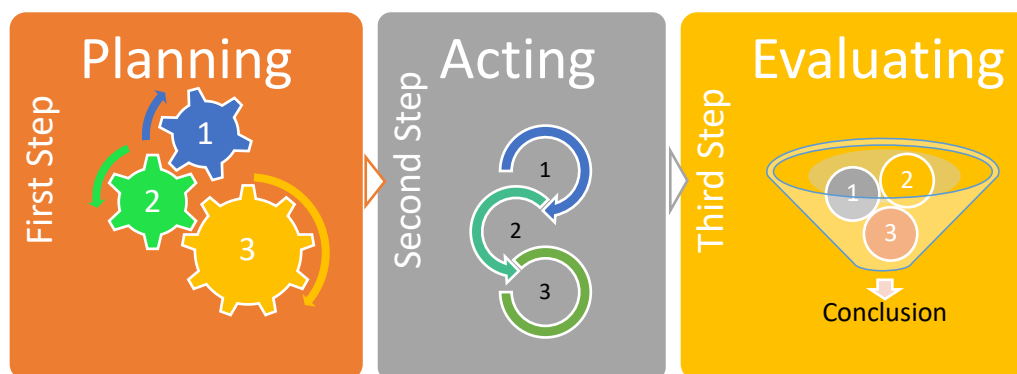 Planning
First Step
1
2
3
Acting
Second Step
1
2
3
Evaluating
Third Step
1
2
3
Conclusion